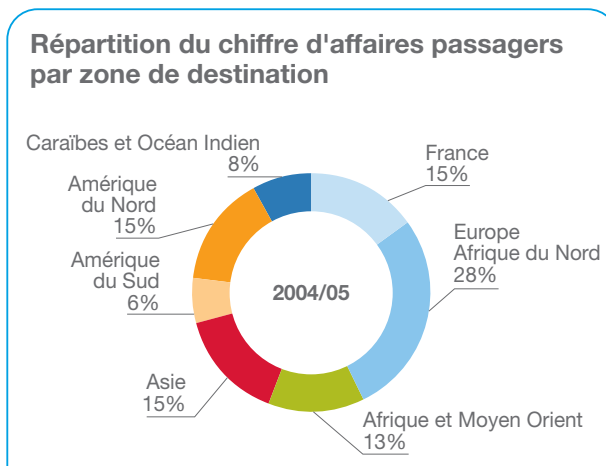 Répartition du chiffre d'affaires passagers
par zone de destination
Caraïbes et Océan Indien
8%
France
15%
Amérique
du Nord
15%
Europe
Afrique du Nord
28%
Amérique
du Sud
6%
2004/05
Asie
15%
Afrique et Moyen Orient
13%